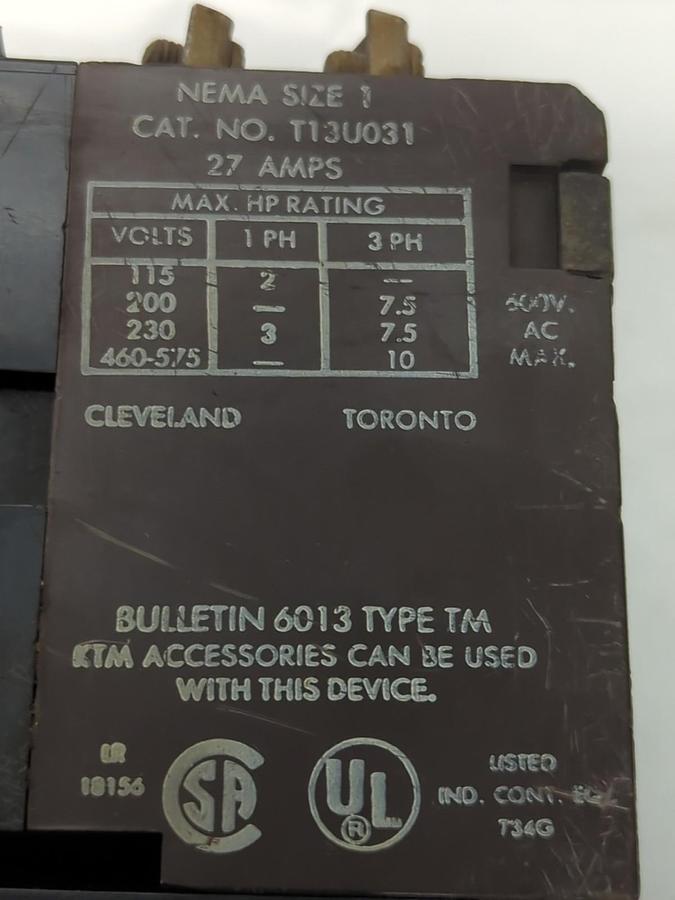 NEMA SIZE 1
CAT. NO. T13U031
27 AMPS
MAX. HP RATING
VOLTS 1 PH 3 PH
115 2 —
200 — 7.5
230 3 7.5
460-575 — 10
600V.
AC
MAX.
CLEVELAND TORONTO
BULLETIN 6013 TYPE TM
KTM ACCESSORIES CAN BE USED
WITH THIS DEVICE.
LR
18156
SA
UL
®
LISTED
IND. CONT. EQ.
734G